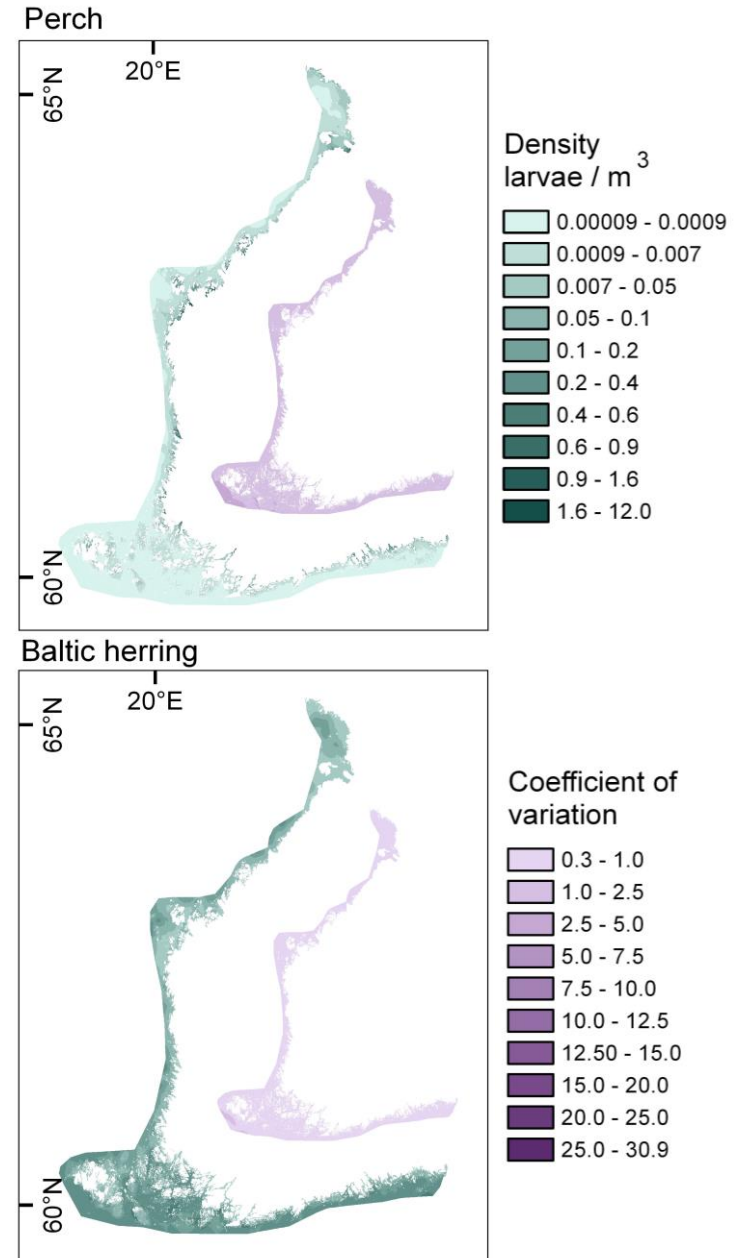 Perch
20°E
65°N
60°N
Density
larvae / m 3
0.00009 - 0.0009
0.0009 - 0.007
0.007 - 0.05
0.05 - 0.1
0.1 - 0.2
0.2 - 0.4
0.4 - 0.6
0.6 - 0.9
0.9 - 1.6
1.6 - 12.0
Baltic herring
20°E
65°N
60°N
Coefficient of
variation
0.3 - 1.0
1.0 - 2.5
2.5 - 5.0
5.0 - 7.5
7.5 - 10.0
10.0 - 12.5
12.50 - 15.0
15.0 - 20.0
20.0 - 25.0
25.0 - 30.9